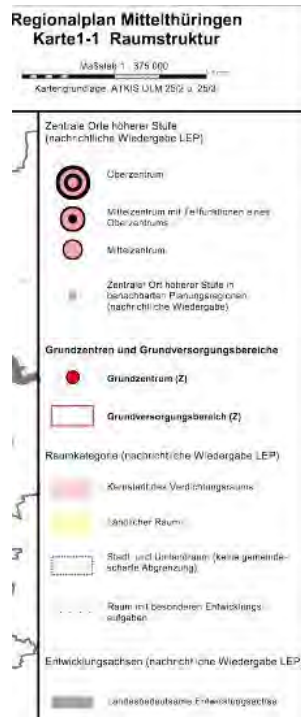 Regionalplan Mittelthüringen
Karte1-1 Raumstruktur
Maßstab 1 : 375 000
Kartengrundlage: ATKIS DLM 25/2 u. 25/3
Zentrale Orte höherer Stufe
(nachrichtliche Wiedergabe LEP)
Oberzentrum
Mittelzentrum mit Teilfunktionen eines
Oberzentrums
Mittelzentrum
Zentraler Ort höherer Stufe in
benachbarten Planungsregionen
(nachrichtliche Wiedergabe)
Grundzentren und Grundversorgungsbereiche
Grundzentrum (Z)
Grundversorgungsbereich (Z)
Raumkategorie (nachrichtliche Wiedergabe LEP)
Kernstadt des Verdichtungsraums
Ländlicher Raum
Stadt- und Umlandraum (keine gemeinde-
scharfe Abgrenzung)
Raum mit besonderen Entwicklungs-
aufgaben
Entwicklungsachsen (nachrichtliche Wiedergabe LEP
Landesbedeutsame Entwicklungsachse